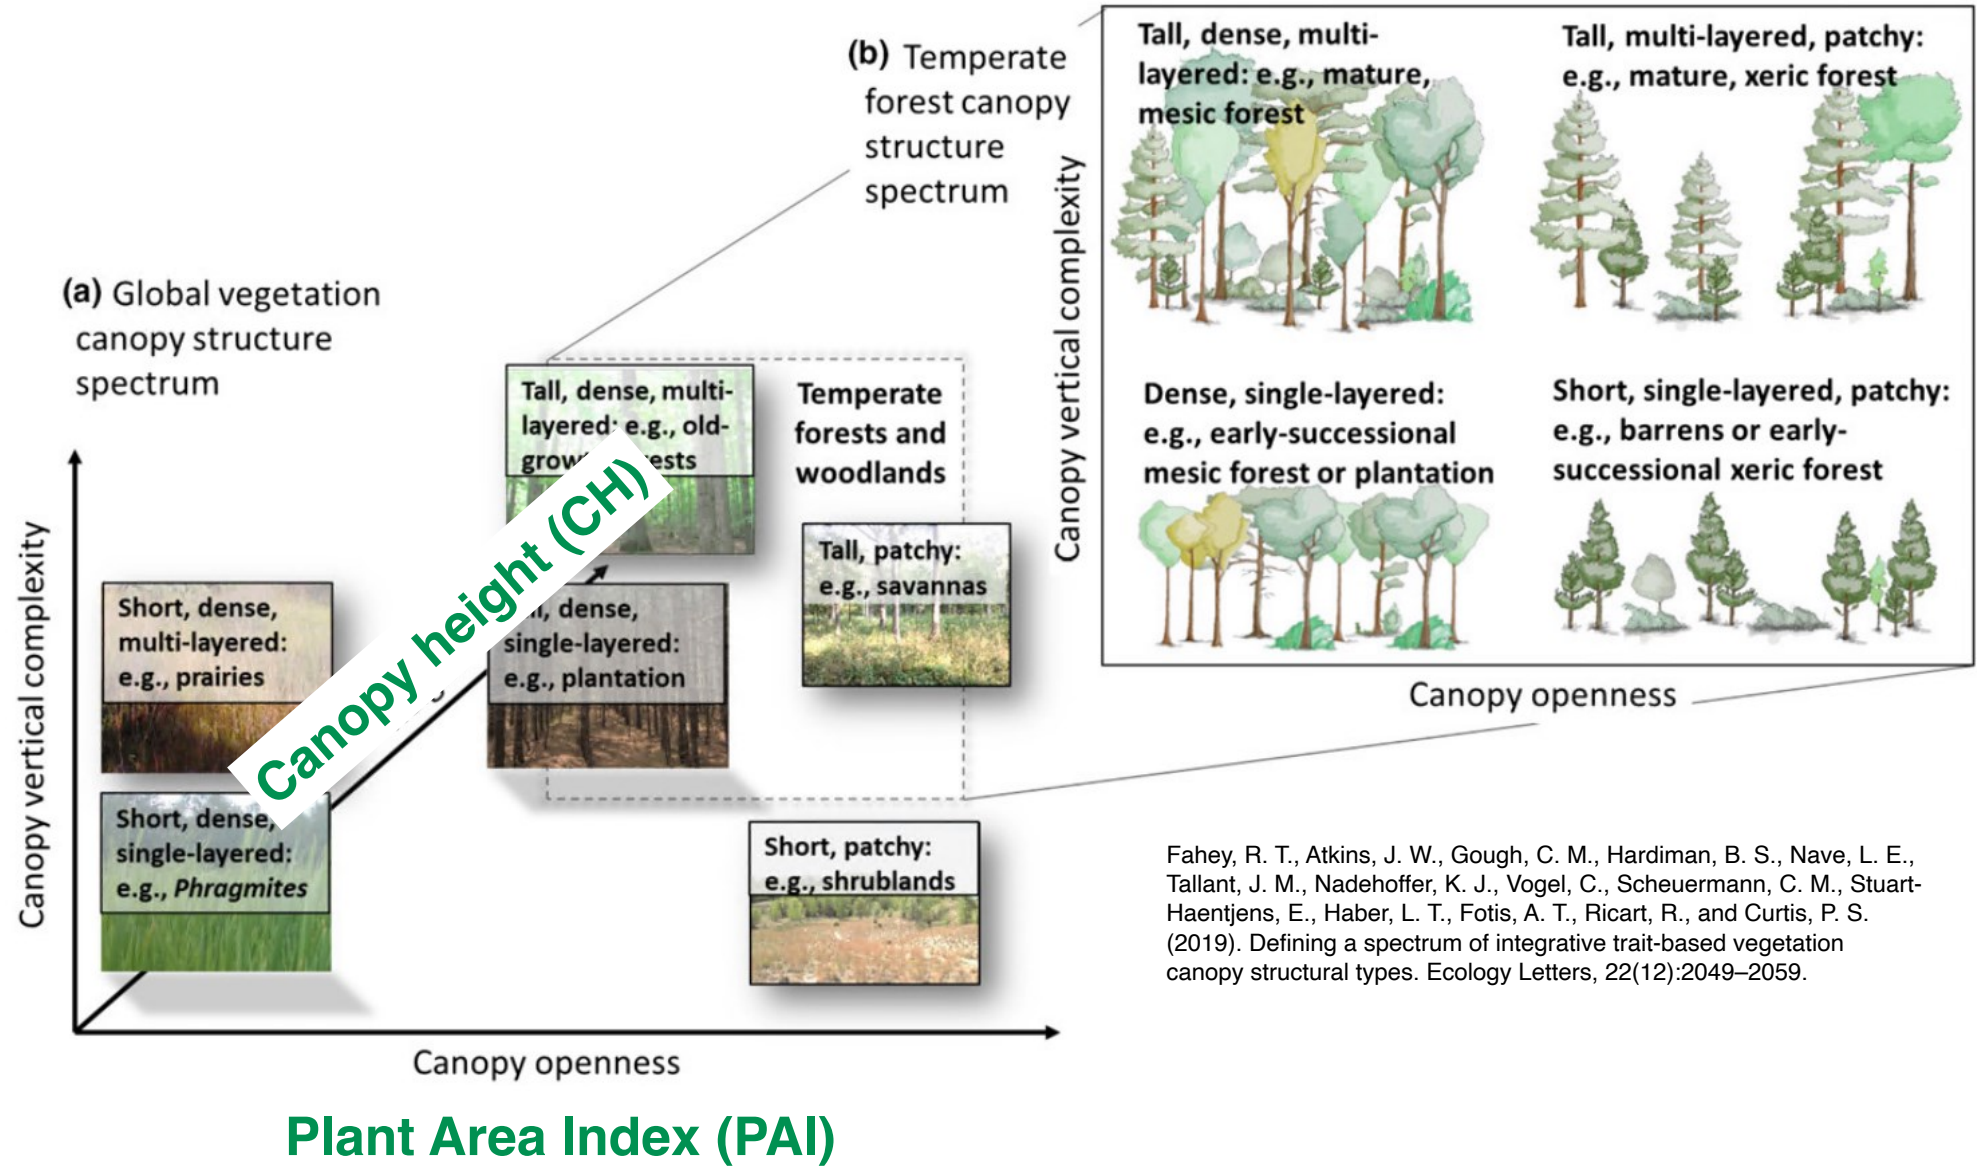 (a) Global vegetation
canopy structure
spectrum
Canopy vertical complexity
Short, dense,
multi-layered:
e.g., prairies
Short, dense,
single-layered:
e.g., Phragmites
Canopy height (CH)
Tall, dense, multi-
layered: e.g., old-
dense,
single-layered:
e.g., plantation
Temperate
forests and
woodlands
Tall, patchy:
e.g., savannas
Short, patchy:
e.g., shrublands
Canopy openness
Plant Area Index (PAI)
(b) Temperate
forest canopy
structure
spectrum
Canopy vertical complexity
Tall, dense, multi-
layered: e.g., mature,
mesic forest
Tall, multi-layered, patchy:
e.g., mature, xeric forest
Dense, single-layered:
e.g., early-successional
mesic forest or plantation
Short, single-layered, patchy:
e.g., barrens or early-
successional xeric forest
Canopy openness
Fahey, R. T., Atkins, J. W., Gough, C. M., Hardiman, B. S., Nave, L. E.,
Tallant, J. M., Nadehoffer, K. J., Vogel, C., Scheuermann, C. M., Stuart-
Haentjens, E., Haber, L. T., Fotis, A. T., Ricart, R., and Curtis, P. S.
(2019). Defining a spectrum of integrative trait-based vegetation
canopy structural types. Ecology Letters, 22(12):2049–2059.